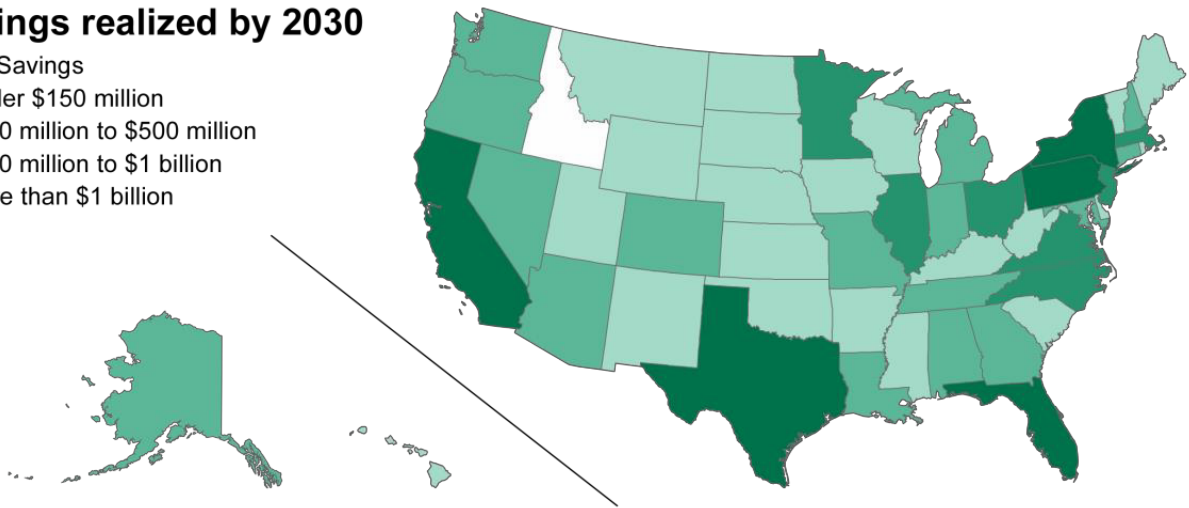 ings realized by 2030
Savings
er $150 million
0 million to $500 million
0 million to $1 billion
e than $1 billion